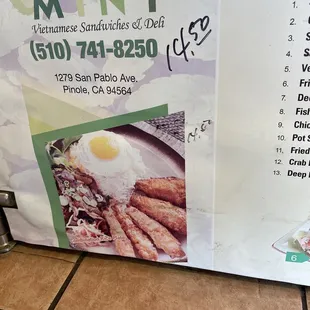 MINT
Vietnamese Sandwiches & Deli
(510) 741-8250
14.50
1279 San Pablo Ave.
Pinole, CA 94564
14.50
1.
2.
3.
4.
5.
6. Fri
7. De
8. Fish
9. Chic
10. Pot S
11. Fried
12. Crab
13. Deep
6